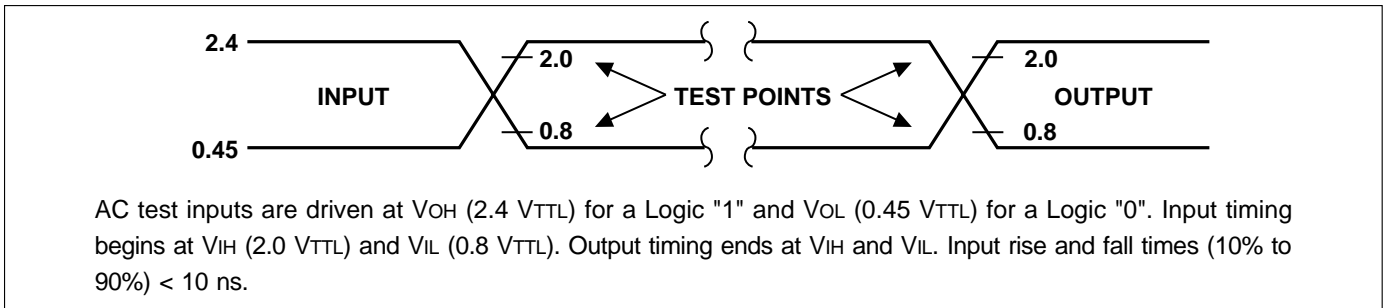 2.4
2.0
2.0
INPUT
TEST POINTS
OUTPUT
0.8
0.8
0.45
AC test inputs are driven at VOH (2.4 VTTL) for a Logic "1" and VOL (0.45 VTTL) for a Logic "0". Input timing
begins at VIH (2.0 VTTL) and VIL (0.8 VTTL). Output timing ends at VIH and VIL. Input rise and fall times (10% to
90%) < 10 ns.